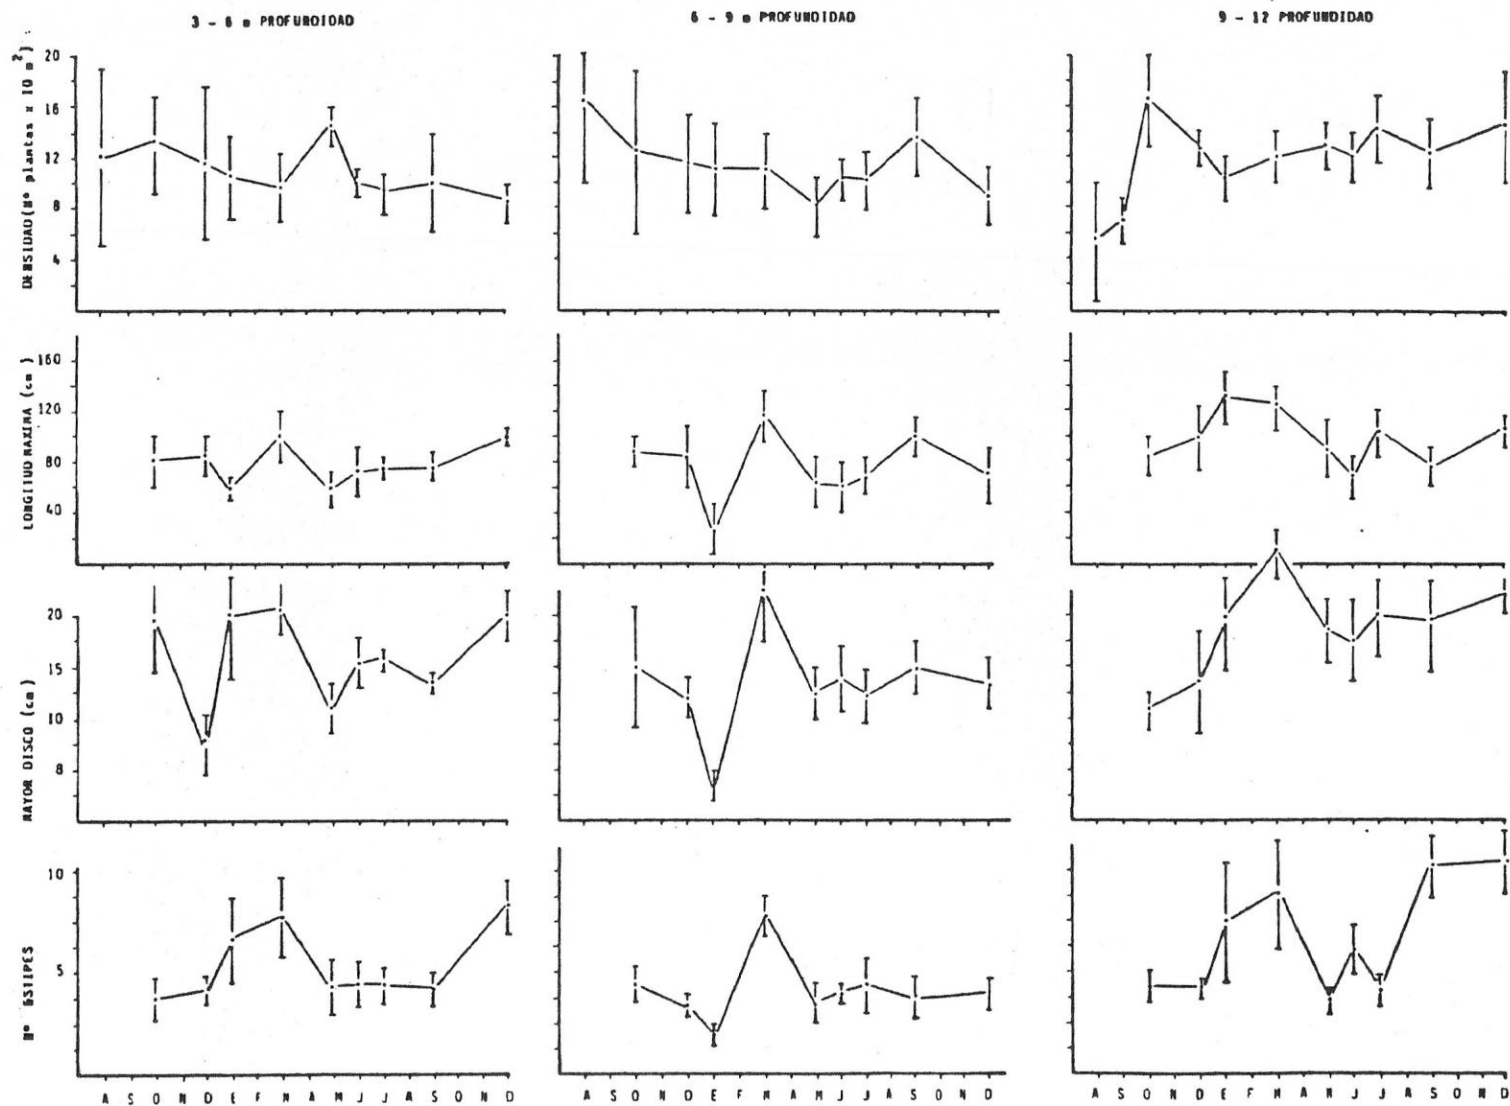 3 - 6 m PROFUNDIDAD
6 - 9 m PROFUNDIDAD
9 - 12 PROFUNDIDAD
DENSIDAD (Nº plantas x 10 m²)
20
16
12
8
4
LONGITUD MAXIMA (cm)
160
120
80
40
MAYOR DISCO (cm)
20
15
10
8
Nº ESTIPES
10
5
A S O N D E F M A M J J A S O N D
A S O N D E F M A M J J A S O N D
A S O N D E F M A M J J A S O N D